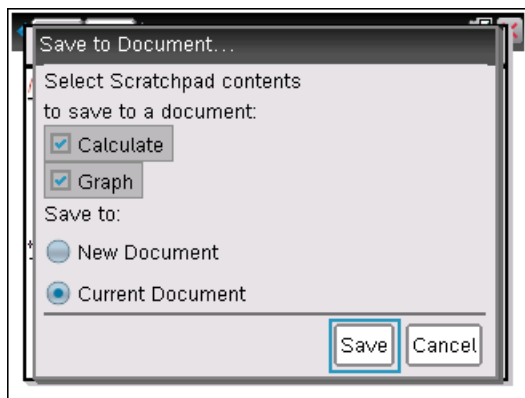 Save to Document...
Select Scratchpad contents
to save to a document:
Calculate
Graph
Save to:
New Document
Current Document
Save Cancel